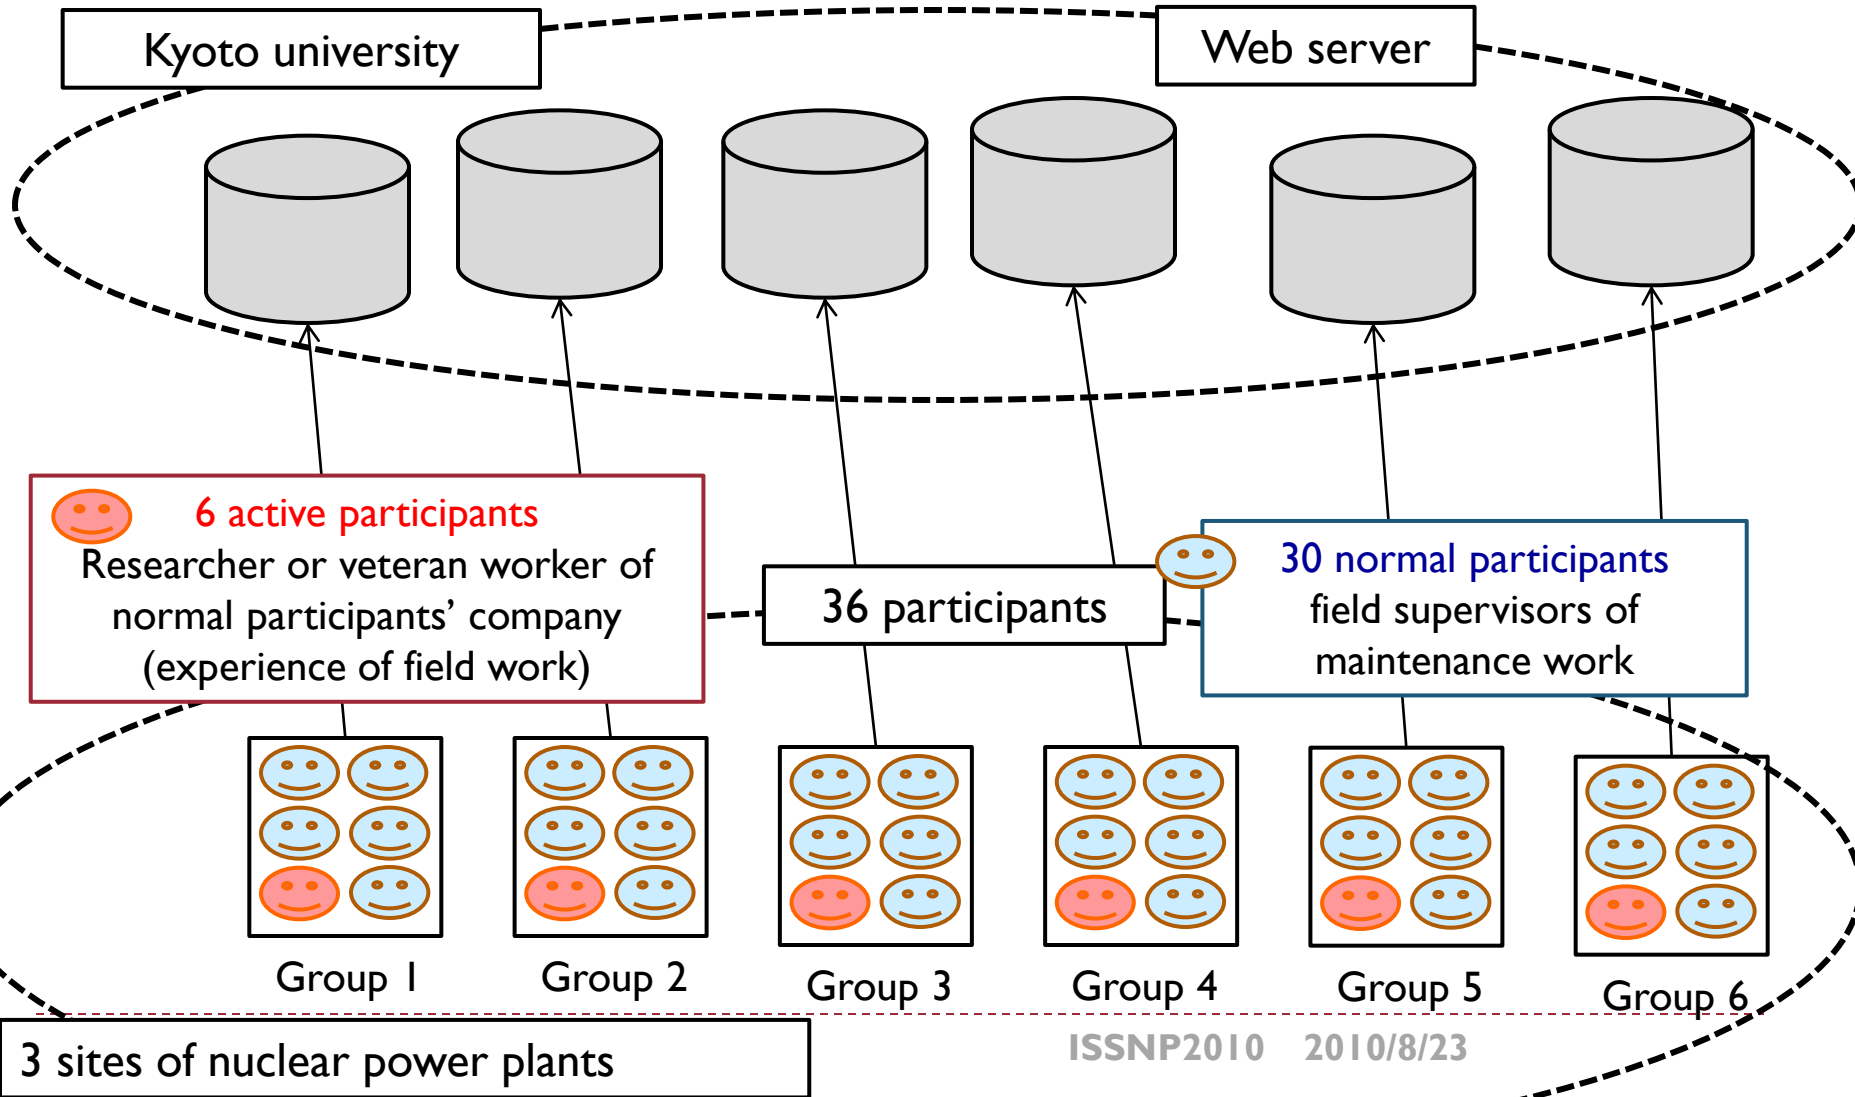 Kyoto university
Web server
6 active participants
Researcher or veteran worker of
normal participants’ company
(experience of field work)
36 participants
30 normal participants
field supervisors of
maintenance work
Group 1
Group 2
Group 3
Group 4
Group 5
Group 6
3 sites of nuclear power plants
ISSNP2010 2010/8/23